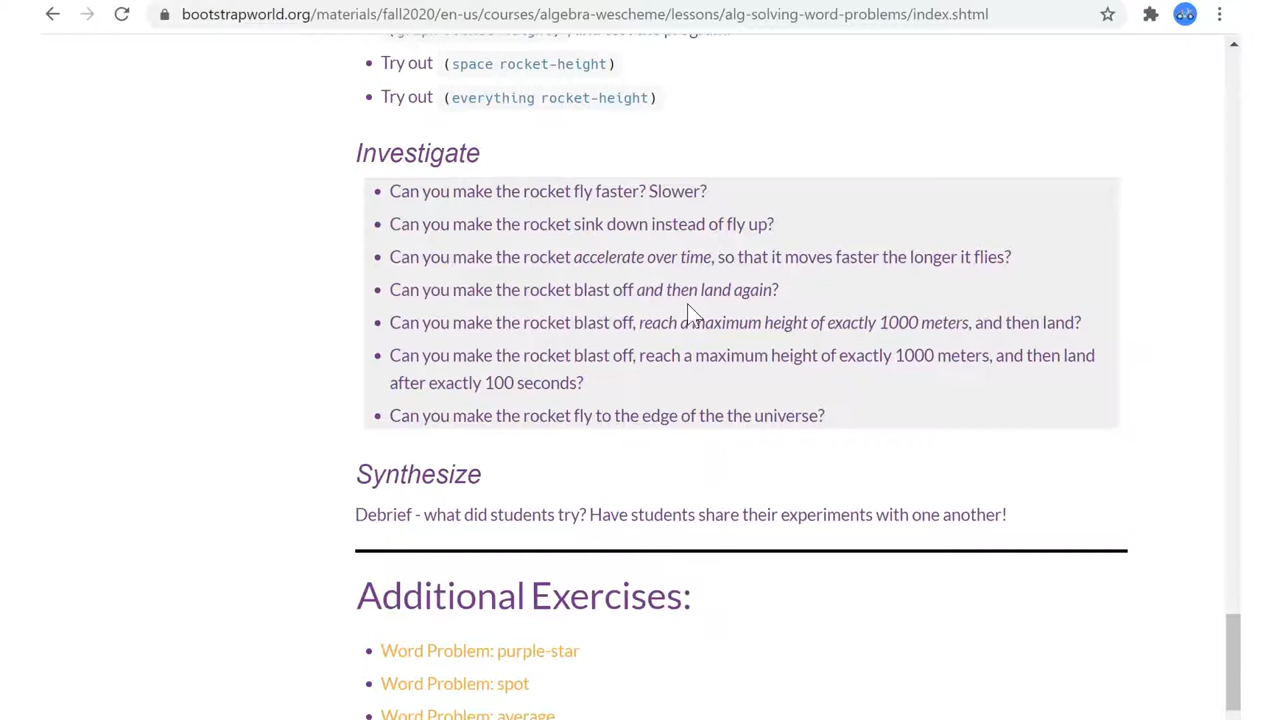 bootstrapworld.org/materials/fall2020/en-us/courses/algebra-wescheme/lessons/alg-solving-word-problems/index.shtml
• Try out (space rocket-height)
• Try out (everything rocket-height)
Investigate
• Can you make the rocket fly faster? Slower?
• Can you make the rocket sink down instead of fly up?
• Can you make the rocket accelerate over time, so that it moves faster the longer it flies?
• Can you make the rocket blast off and then land again?
• Can you make the rocket blast off, reach a maximum height of exactly 1000 meters, and then land?
• Can you make the rocket blast off, reach a maximum height of exactly 1000 meters, and then land
after exactly 100 seconds?
• Can you make the rocket fly to the edge of the the universe?
Synthesize
Debrief - what did students try? Have students share their experiments with one another!
Additional Exercises:
• Word Problem: purple-star
• Word Problem: spot
• Word Problem: average